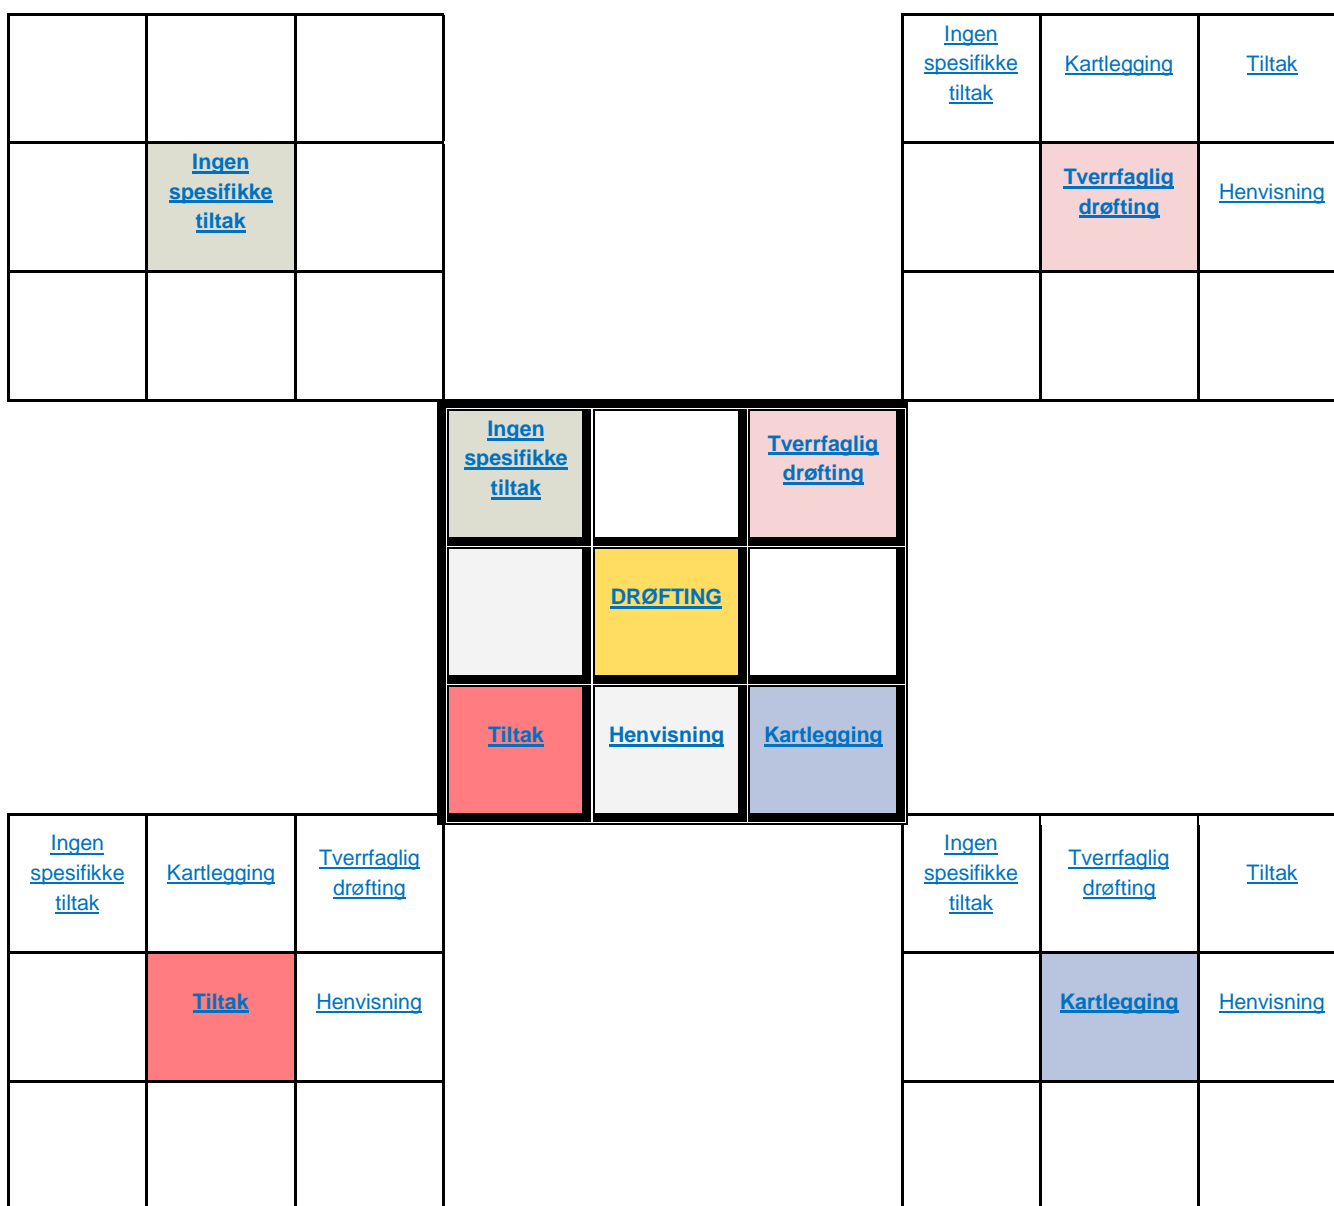 Ingen
spesifikke
tiltak
Ingen
spesifikke
tiltak
Kartlegging
Tiltak
Tverrfaglig
drøfting
Henvisning
Ingen
spesifikke
tiltak
Tverrfaglig
drøfting
DRØFTING
Tiltak
Henvisning
Kartlegging
Ingen
spesifikke
tiltak
Kartlegging
Tverrfaglig
drøfting
Tiltak
Henvisning
Ingen
spesifikke
tiltak
Tverrfaglig
drøfting
Tiltak
Kartlegging
Henvisning